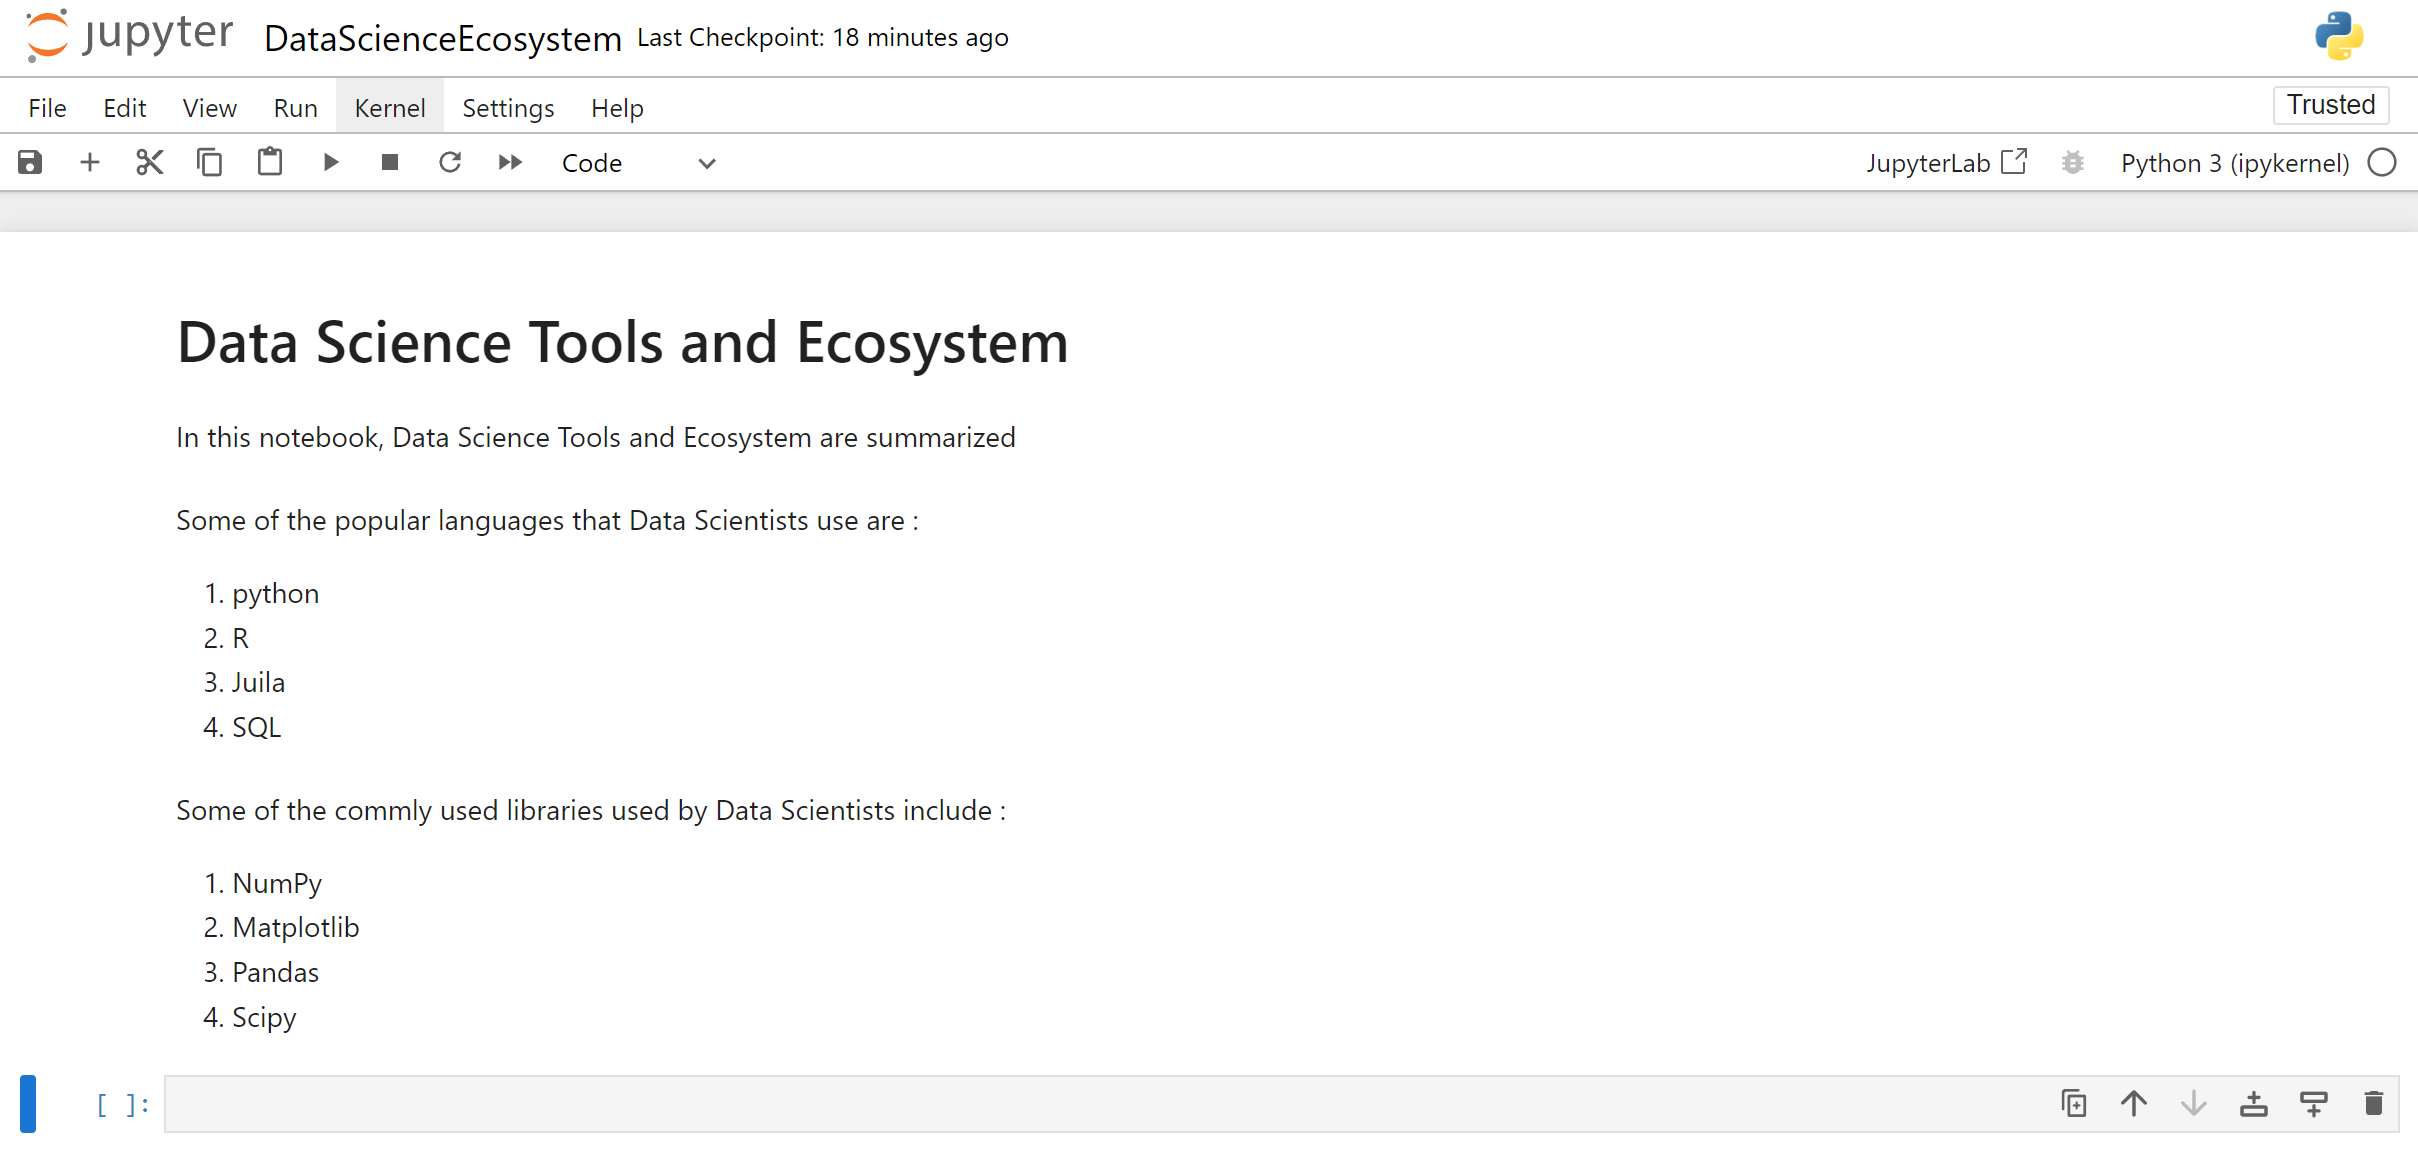 jupyter DataScienceEcosystem Last Checkpoint: 18 minutes ago
File Edit View Run Kernel Settings Help Trusted
Code JupyterLab Python 3 (ipykernel)
Data Science Tools and Ecosystem
In this notebook, Data Science Tools and Ecosystem are summarized
Some of the popular languages that Data Scientists use are :
1. python
2. R
3. Juila
4. SQL
Some of the commly used libraries used by Data Scientists include :
1. NumPy
2. Matplotlib
3. Pandas
4. Scipy
[ ]: